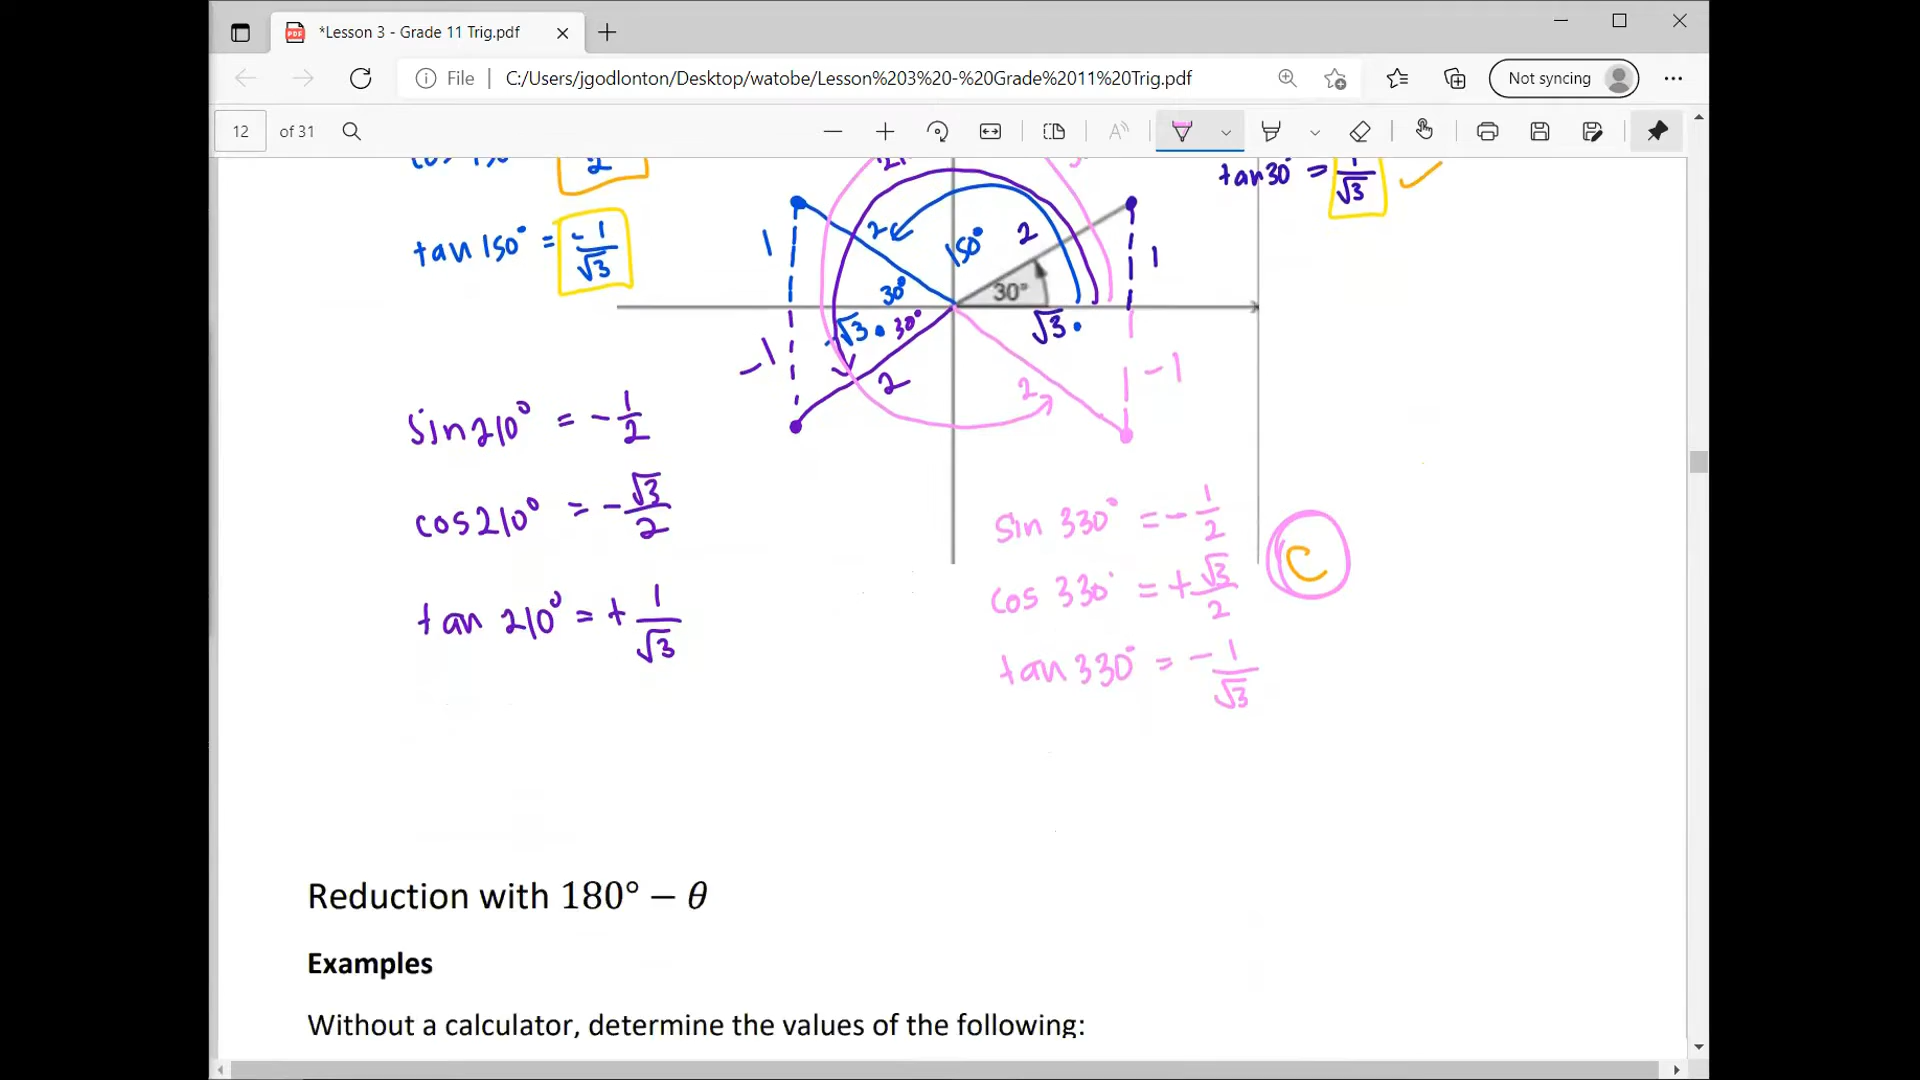 *Lesson 3 - Grade 11 Trig.pdf
File | C:/Users/jgodlonton/Desktop/watobe/Lesson%203%20-%20Grade%2011%20Trig.pdf
Not syncing
12 of 31
tan 150° = -1/√3
tan 30° = 1/√3
1
2
150°
2
1
30°
30°
-√3
30°
√3
-1
2
2
-1
sin 210° = -1/2
cos 210° = -√3/2
tan 210° = +1/√3
sin 330° = -1/2
cos 330° = +√3/2
tan 330° = -1/√3
C
Reduction with 180° − θ
Examples
Without a calculator, determine the values of the following: